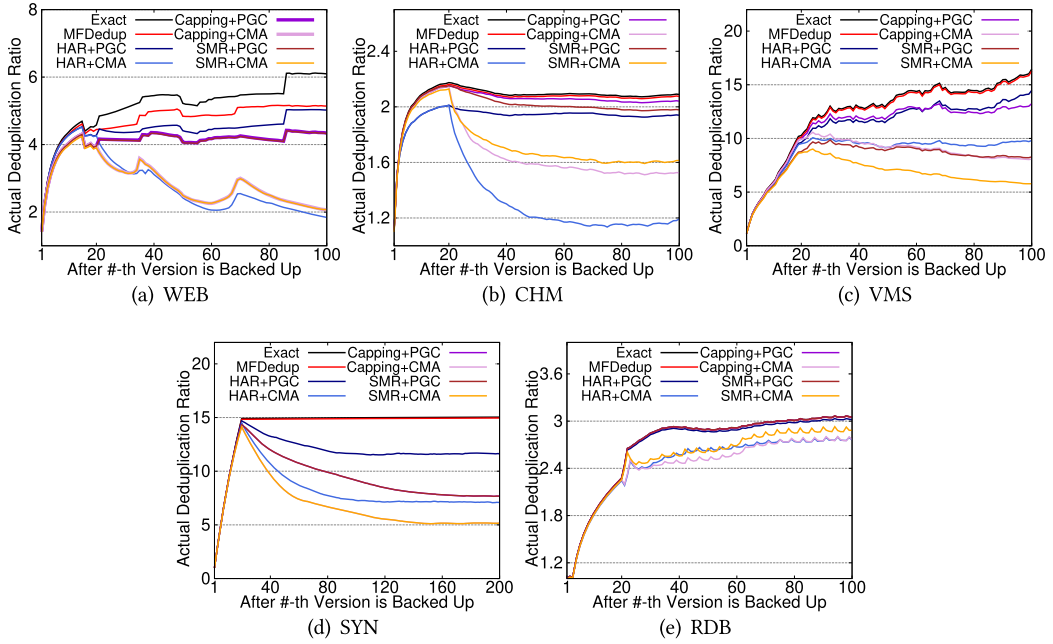 Exact Capping+PGC
MFDedup Capping+CMA
HAR+PGC SMR+PGC
HAR+CMA SMR+CMA
Actual Deduplication Ratio
8
6
4
2
1 20 40 60 80 100
After #-th Version is Backed Up
(a) WEB
Exact Capping+PGC
MFDedup Capping+CMA
HAR+PGC SMR+PGC
HAR+CMA SMR+CMA
Actual Deduplication Ratio
2.4
2
1.6
1.2
1 20 40 60 80 100
After #-th Version is Backed Up
(b) CHM
Exact Capping+PGC
MFDedup Capping+CMA
HAR+PGC SMR+PGC
HAR+CMA SMR+CMA
Actual Deduplication Ratio
20
15
10
5
0
1 20 40 60 80 100
After #-th Version is Backed Up
(c) VMS
Exact Capping+PGC
MFDedup Capping+CMA
HAR+PGC SMR+PGC
HAR+CMA SMR+CMA
Actual Deduplication Ratio
20
15
10
5
0
1 40 80 120 160 200
After #-th Version is Backed Up
(d) SYN
Exact Capping+PGC
MFDedup Capping+CMA
HAR+PGC SMR+PGC
HAR+CMA SMR+CMA
Actual Deduplication Ratio
3.6
3
2.4
1.8
1.2
1 20 40 60 80 100
After #-th Version is Backed Up
(e) RDB